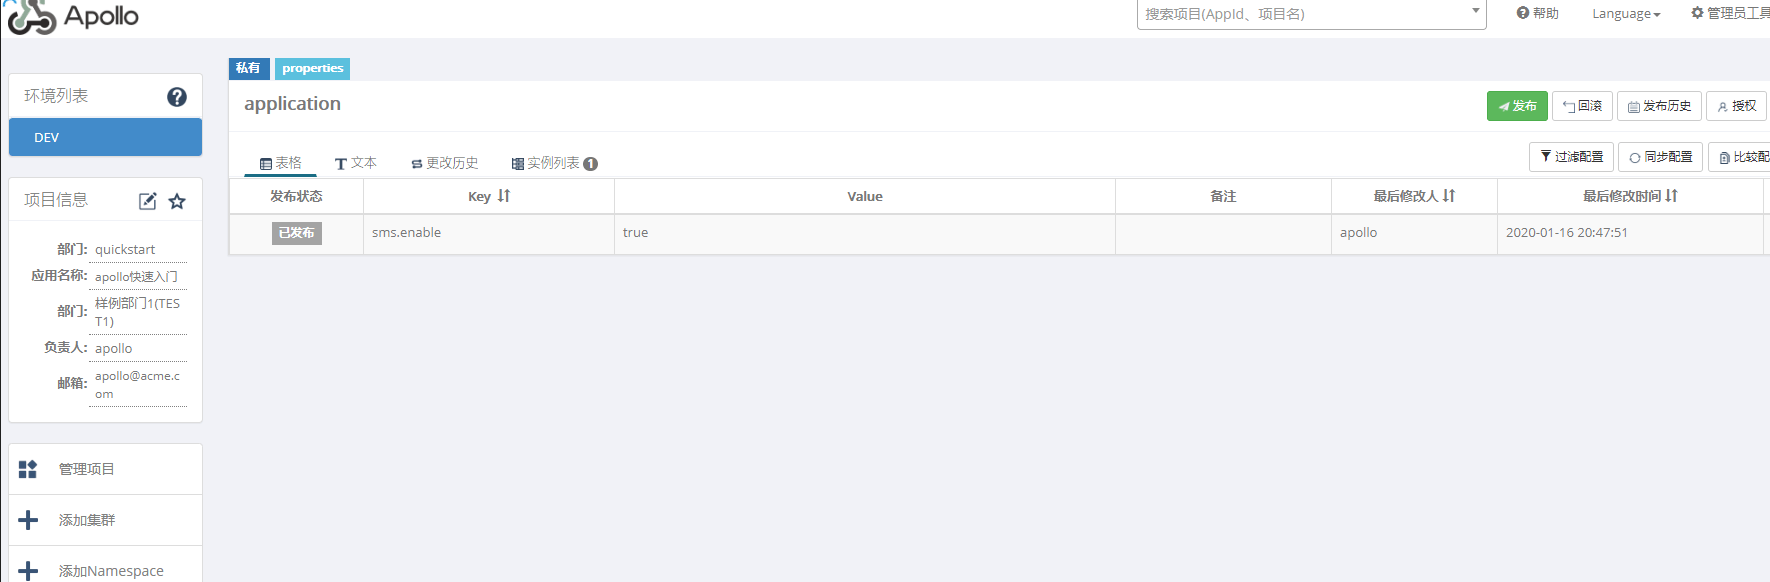 Apollo
搜索项目(AppId、项目名)
帮助
Language
管理员工具
环境列表
DEV
项目信息
部门: quickstart
应用名称: apollo快速入门
部门: 样例部门1(TES
T1)
负责人: apollo
邮箱: apollo@acme.c
om
管理项目
添加集群
添加Namespace
私有 properties
application
发布 回滚 发布历史 授权
表格 文本 更改历史 实例列表 1
过滤配置 同步配置 比较配
发布状态 Key Value 备注 最后修改人 最后修改时间
已发布 sms.enable true apollo 2020-01-16 20:47:51